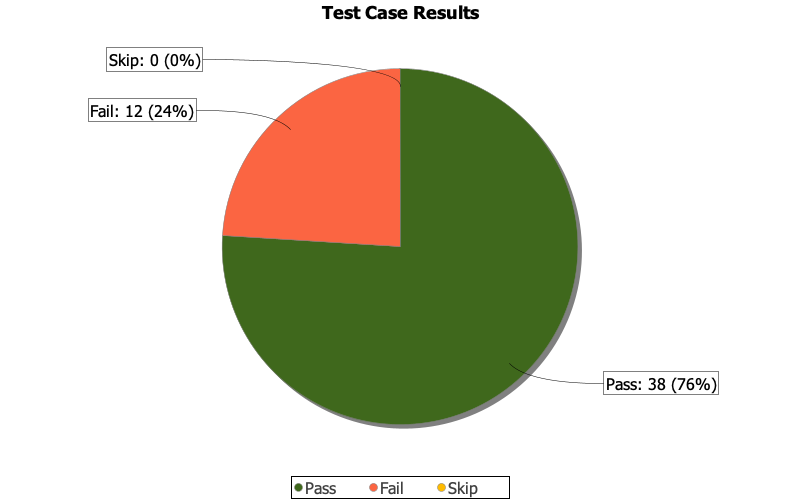 Test Case Results
Skip: 0 (0%)
Fail: 12 (24%)
Pass: 38 (76%)
Pass Fail Skip